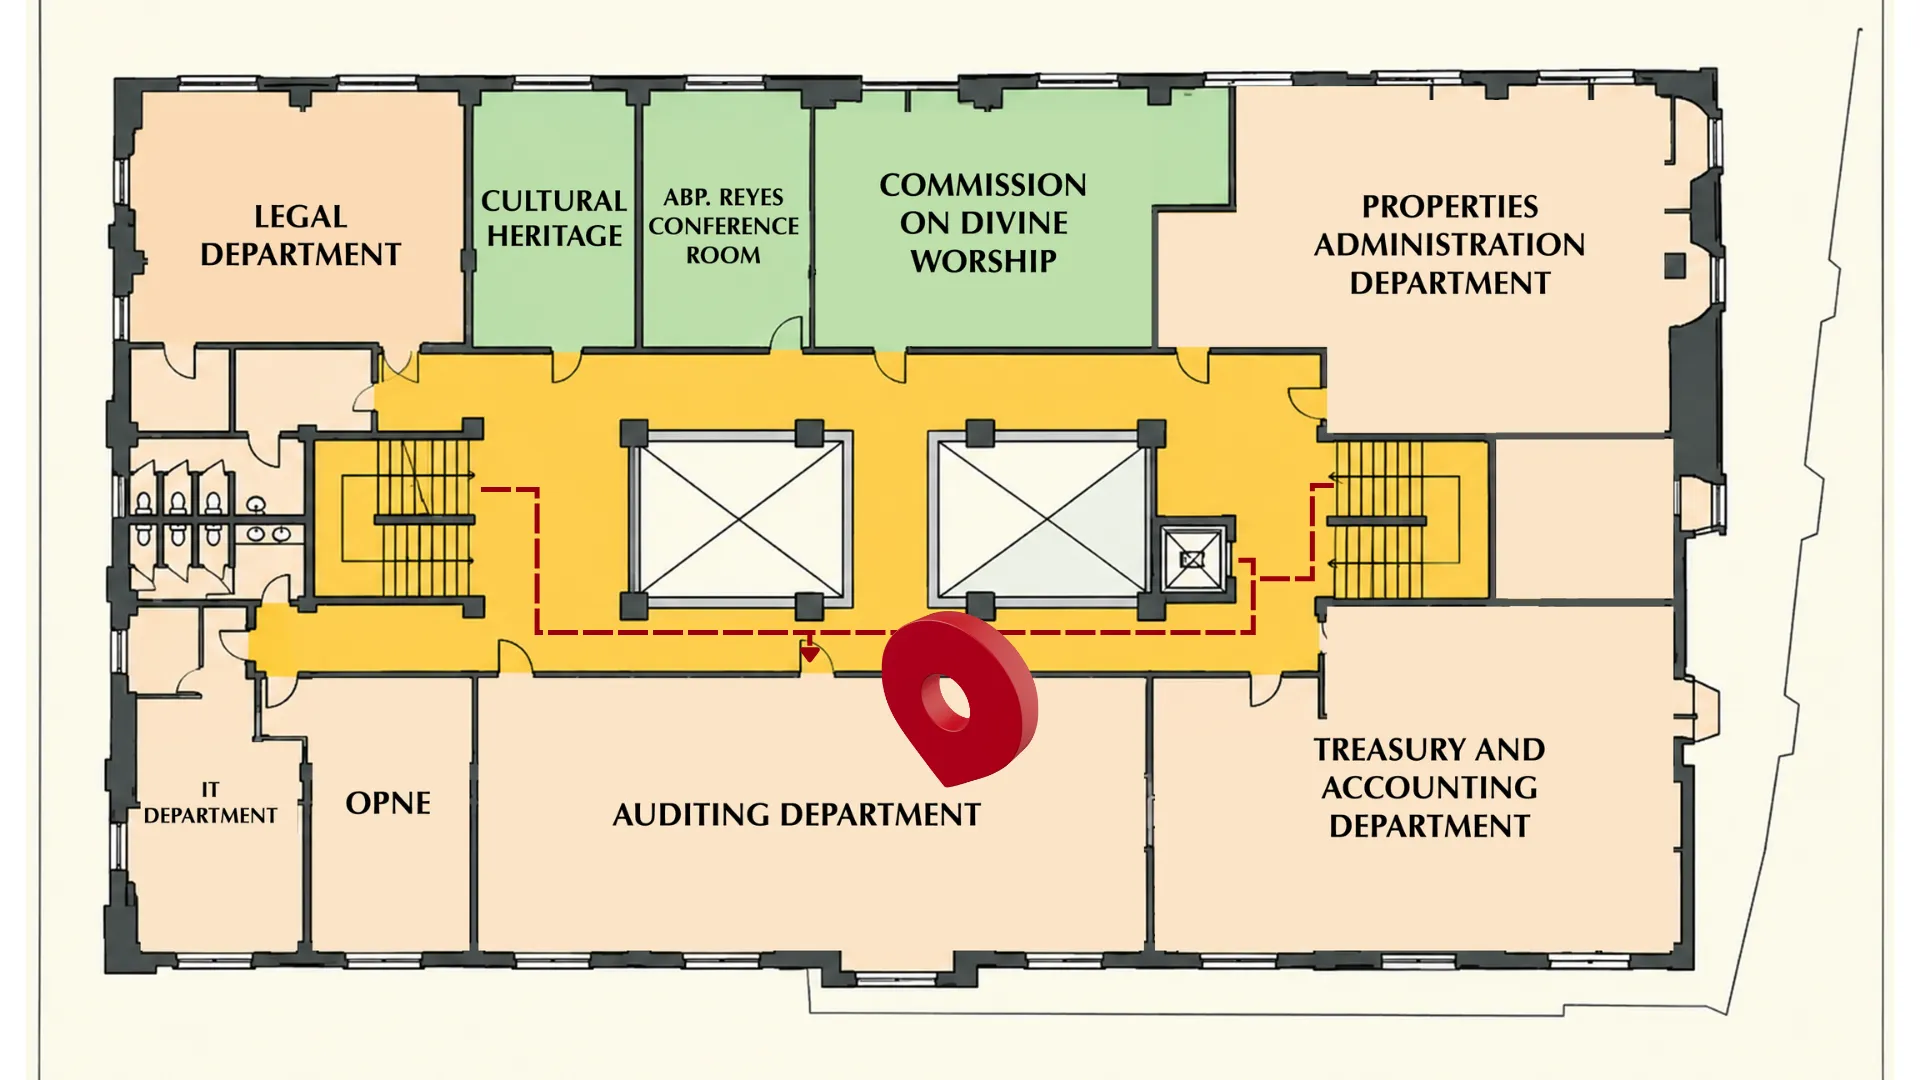 LEGAL
DEPARTMENT
CULTURAL
HERITAGE
ABP. REYES
CONFERENCE
ROOM
COMMISSION
ON DIVINE
WORSHIP
PROPERTIES
ADMINISTRATION
DEPARTMENT
IT
DEPARTMENT
OPNE
AUDITING DEPARTMENT
TREASURY AND
ACCOUNTING
DEPARTMENT